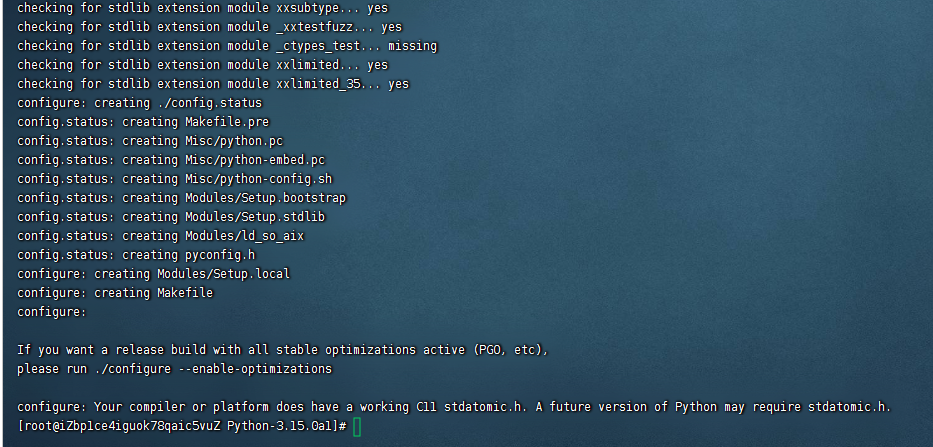 checking for stdlib extension module xxsubtype... yes
checking for stdlib extension module _xxtestfuzz... yes
checking for stdlib extension module _ctypes_test... missing
checking for stdlib extension module xxlimited... yes
checking for stdlib extension module xxlimited_35... yes
configure: creating ./config.status
config.status: creating Makefile.pre
config.status: creating Misc/python.pc
config.status: creating Misc/python-embed.pc
config.status: creating Misc/python-config.sh
config.status: creating Modules/Setup.bootstrap
config.status: creating Modules/Setup.stdlib
config.status: creating Modules/ld_so_aix
config.status: creating pyconfig.h
configure: creating Modules/Setup.local
configure: creating Makefile
configure:

If you want a release build with all stable optimizations active (PGO, etc),
please run ./configure --enable-optimizations

configure: Your compiler or platform does have a working C11 stdatomic.h. A future version of Python may require stdatomic.h.
[root@iZbp1ce4iguok78qaic5vuZ Python-3.15.0a1]#